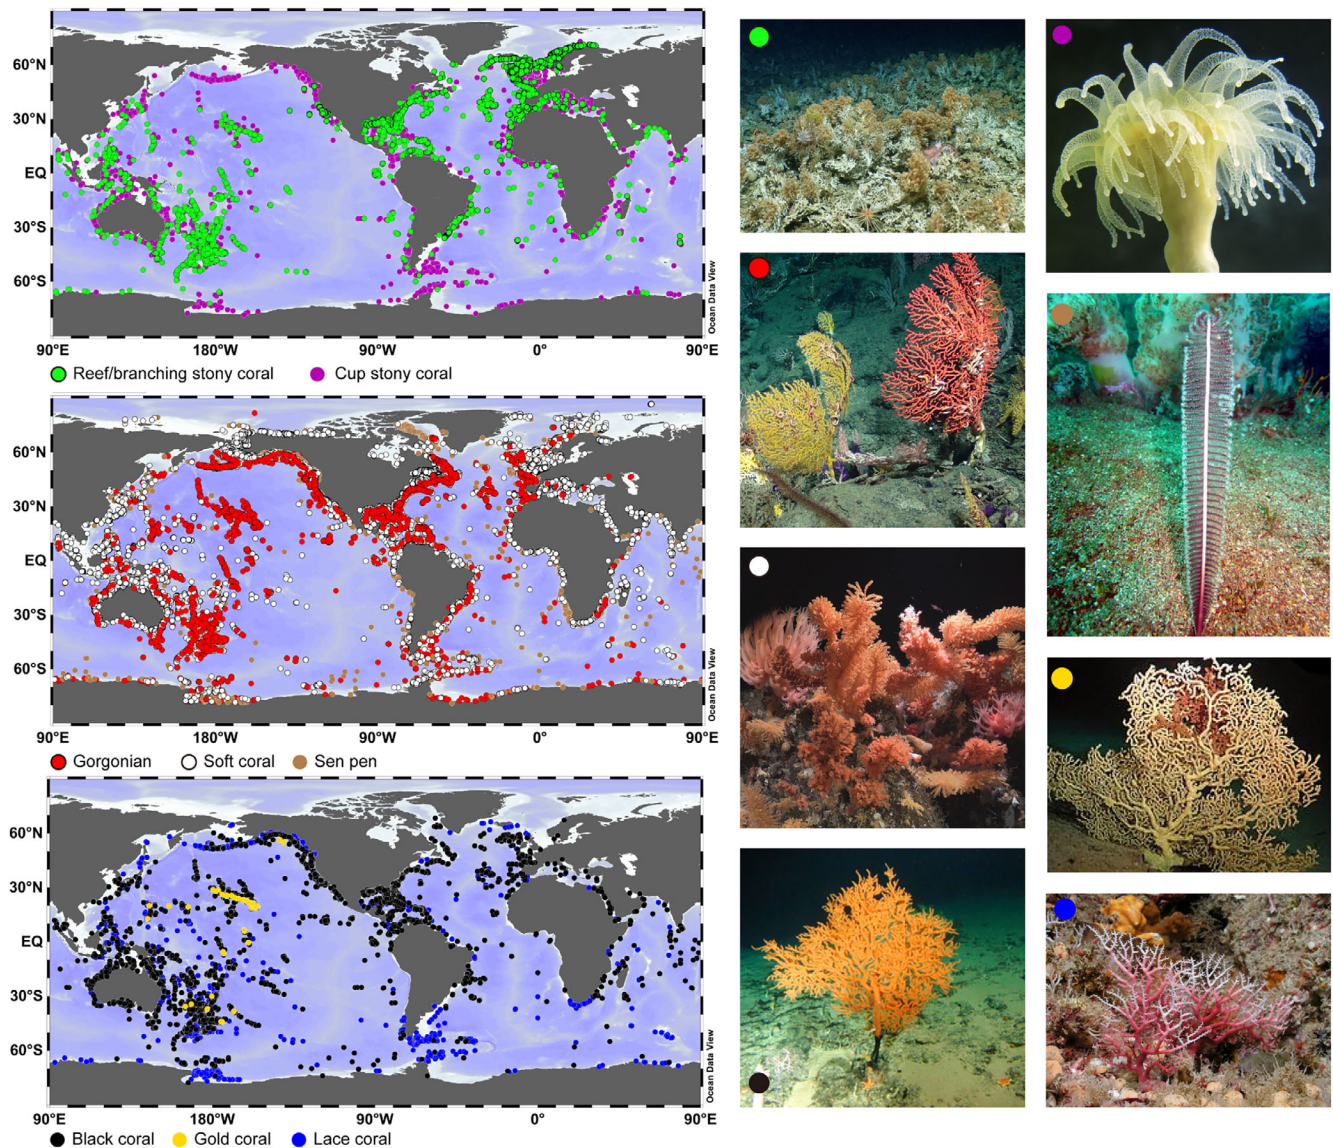 60°N
30°N
EQ
30°S
60°S
Ocean Data View
90°E 180°W 90°W 0° 90°E
Reef/branching stony coral Cup stony coral
60°N
30°N
EQ
30°S
60°S
Ocean Data View
90°E 180°W 90°W 0° 90°E
Gorgonian Soft coral Sen pen
60°N
30°N
EQ
30°S
60°S
Ocean Data View
90°E 180°W 90°W 0° 90°E
Black coral Gold coral Lace coral